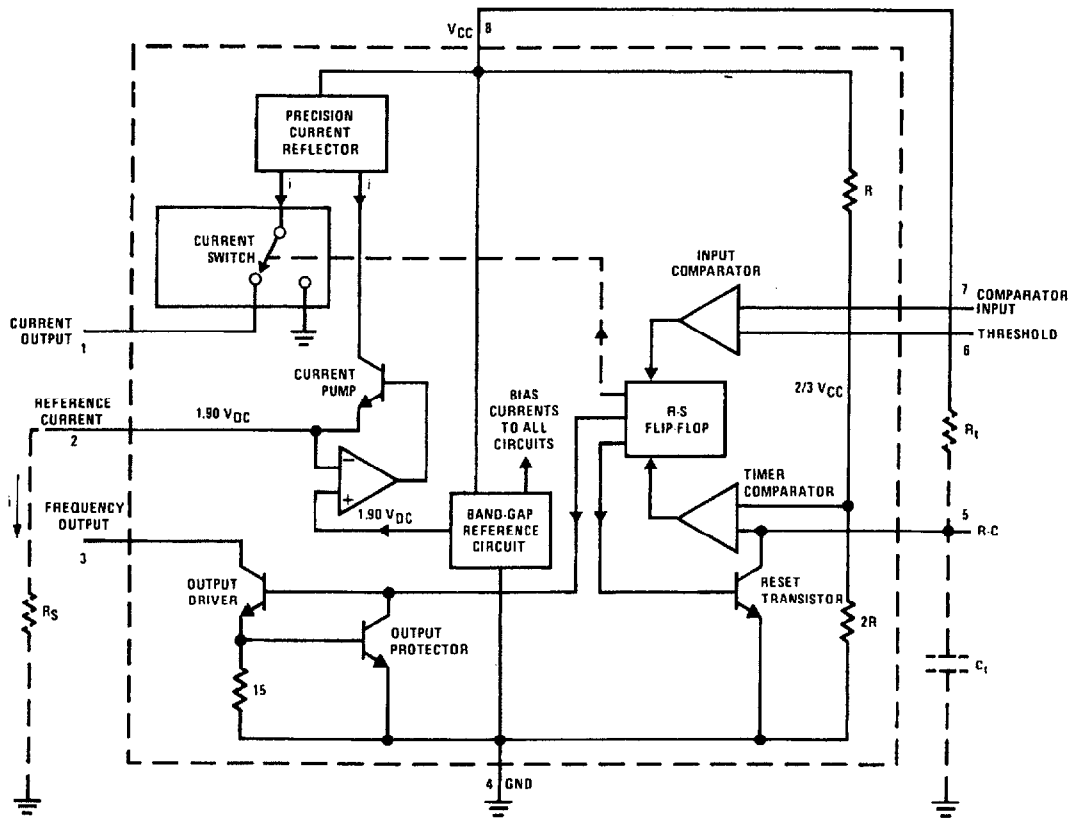 VCC 8
PRECISION
CURRENT
REFLECTOR
i i
R
CURRENT
SWITCH
INPUT
COMPARATOR
7 COMPARATOR
INPUT
CURRENT
OUTPUT
1
THRESHOLD
6
CURRENT
PUMP
BIAS
CURRENTS
TO ALL
CIRCUITS
R-S
FLIP-FLOP
2/3 VCC
REFERENCE
CURRENT
2
1.90 VDC
Rt
−
+
1.90 VDC
i
FREQUENCY
OUTPUT
3
BAND-GAP
REFERENCE
CIRCUIT
TIMER
COMPARATOR
5
R-C
OUTPUT
DRIVER
RESET
TRANSISTOR
RS
OUTPUT
PROTECTOR
2R
15
Ct
4 GND